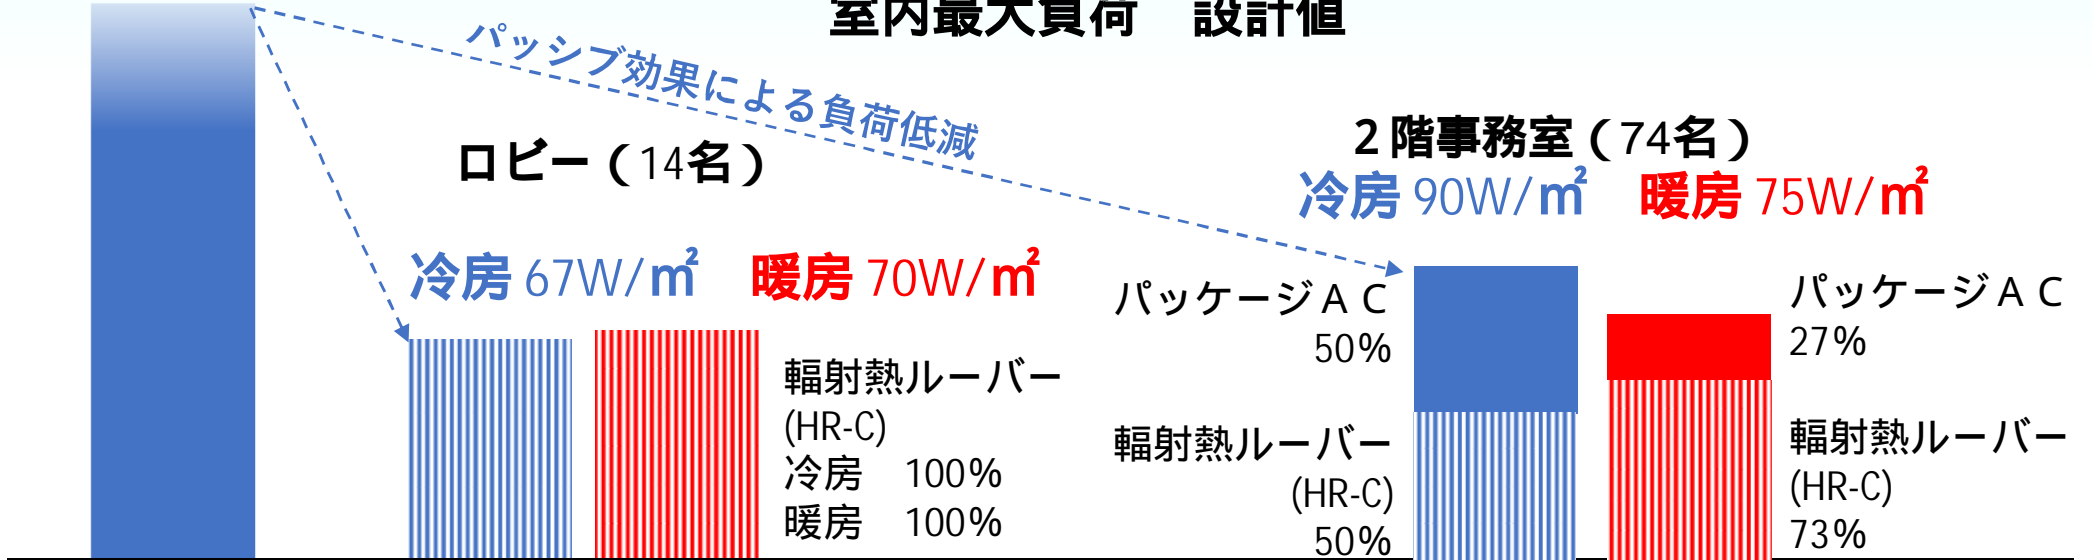 室内最大負荷　設計値
パッシブ効果による負荷低減
ロビー（14名）
冷房 67W/㎡　暖房 70W/㎡
輻射熱ルーバー
(HR-C)
冷房　100%
暖房　100%
２階事務室（74名）
冷房 90W/㎡　暖房 75W/㎡
パッケージＡＣ
50%
輻射熱ルーバー
(HR-C)
50%
パッケージＡＣ
27%
輻射熱ルーバー
(HR-C)
73%